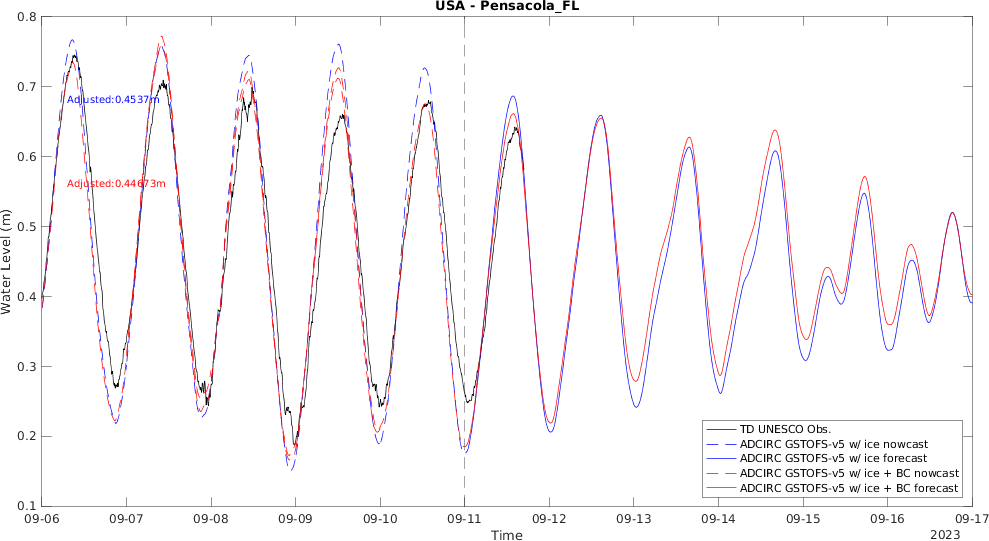 USA - Pensacola_FL
0.8
0.7
0.6
0.5
0.4
0.3
0.2
0.1
Water Level (m)
Adjusted:0.4537m
Adjusted:0.44673m
TD UNESCO Obs.
ADCIRC GSTOFS-v5 w/ ice nowcast
ADCIRC GSTOFS-v5 w/ ice forecast
ADCIRC GSTOFS-v5 w/ ice + BC nowcast
ADCIRC GSTOFS-v5 w/ ice + BC forecast
09-06 09-07 09-08 09-09 09-10 09-11 09-12 09-13 09-14 09-15 09-16 09-17
Time
2023